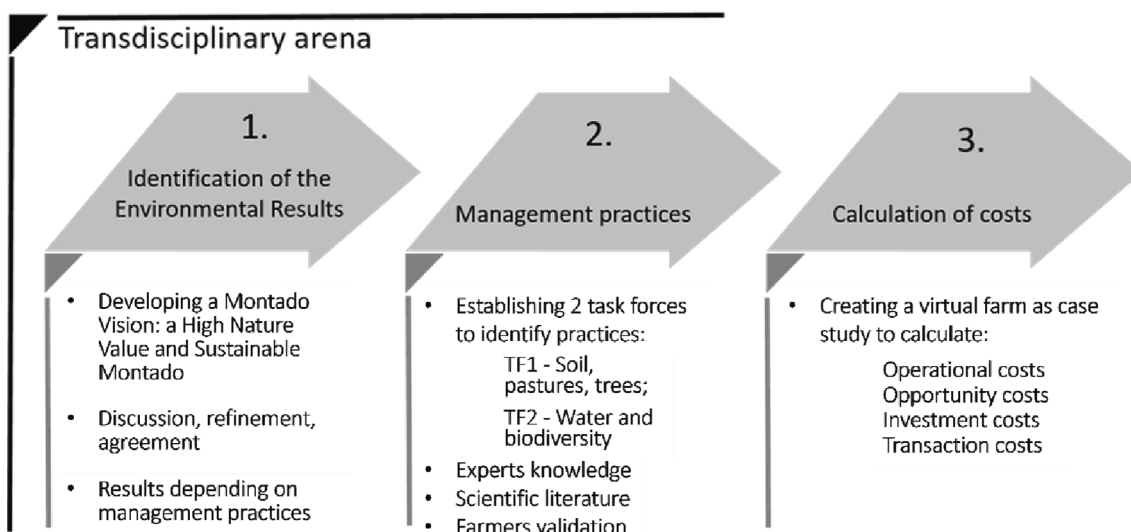 Transdisciplinary arena
1.
Identification of the
Environmental Results
• Developing a Montado
Vision: a High Nature
Value and Sustainable
Montado
• Discussion, refinement,
agreement
• Results depending on
management practices
2.
Management practices
• Establishing 2 task forces
to identify practices:
TF1 - Soil,
pastures, trees;
TF2 - Water and
biodiversity
• Experts knowledge
• Scientific literature
• Farmers validation
3.
Calculation of costs
• Creating a virtual farm as case
study to calculate:
Operational costs
Opportunity costs
Investment costs
Transaction costs